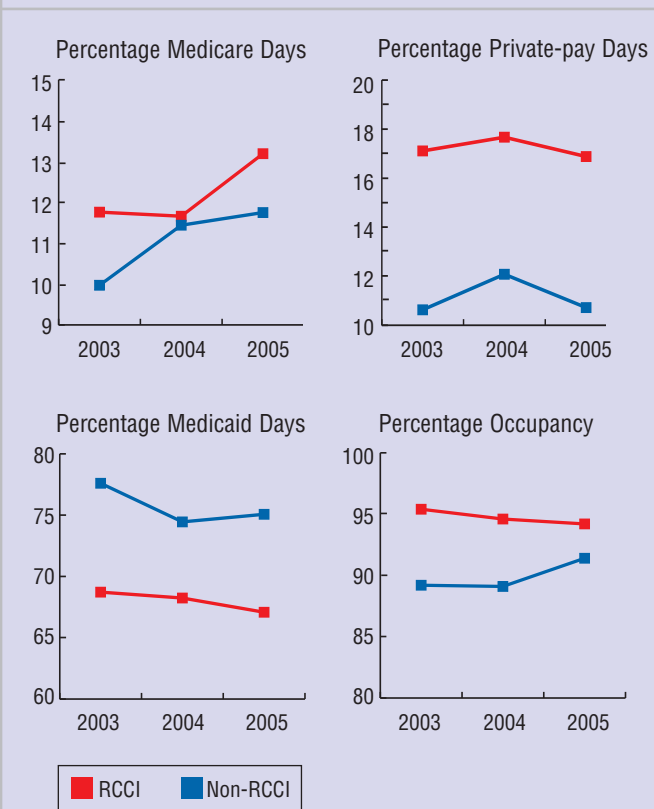 Percentage Medicare Days
15
14
13
12
11
10
9
2003 2004 2005
Percentage Private-pay Days
20
18
16
14
12
10
2003 2004 2005
Percentage Medicaid Days
80
75
70
65
60
2003 2004 2005
Percentage Occupancy
100
95
90
85
80
2003 2004 2005
RCCI Non-RCCI